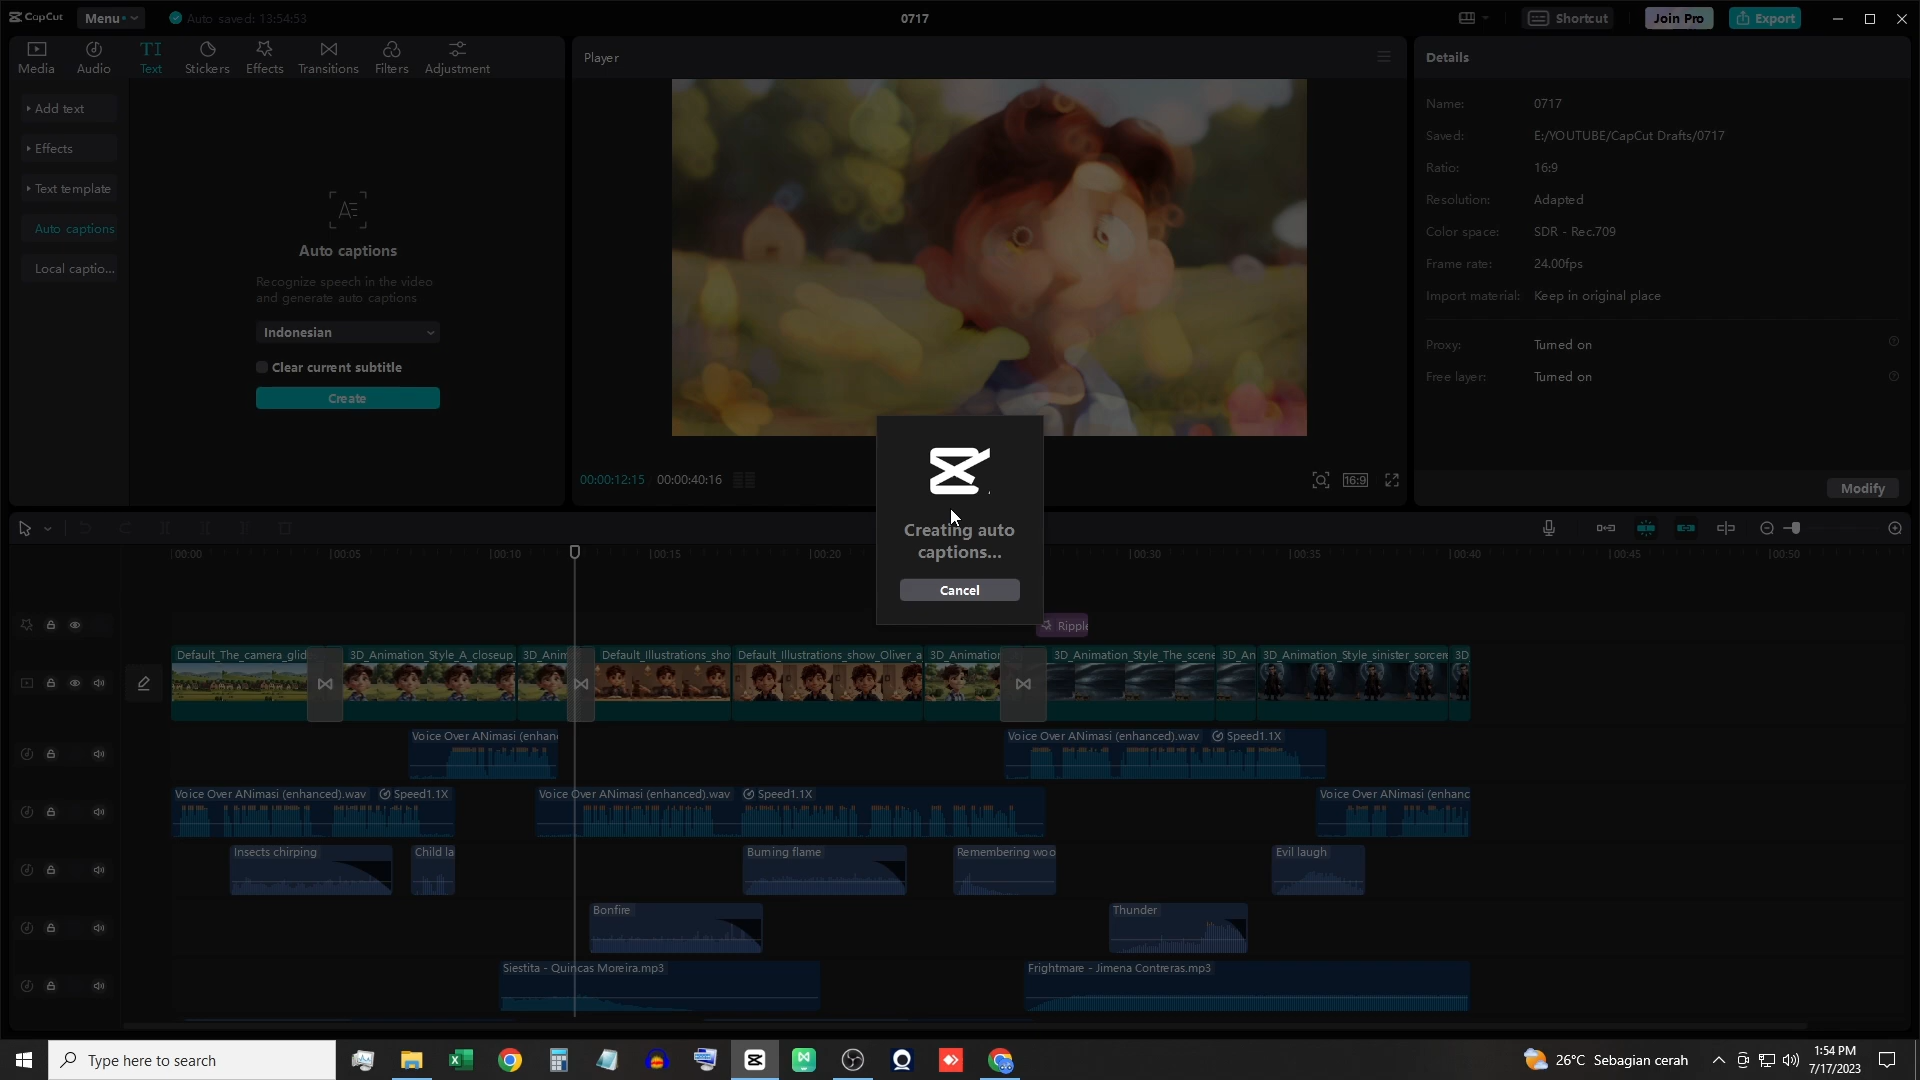 CapCut
Menu
Auto saved: 13:54:53
0717
Shortcut
Join Pro
Export
Media
Audio
Text
Stickers
Effects
Transitions
Filters
Adjustment
Player
Details
Add text
Effects
Text template
Auto captions
Local captio...
Auto captions
Recognize speech in the video
and generate auto captions
Indonesian
Clear current subtitle
Create
Name: 0717
Saved: E:/YOUTUBE/CapCut Drafts/0717
Ratio: 16:9
Resolution: Adapted
Color space: SDR - Rec.709
Frame rate: 24.00fps
Import material: Keep in original place
Proxy: Turned on
Free layer: Turned on
Modify
00:00:12:15 00:00:40:16
16:9
Creating auto
captions...
Cancel
00:00 00:05 00:10 00:15 00:20 00:30 00:35 00:40 00:45 00:50
Ripple
Default_The_camera_glid 3D_Animation_Style_A_closeup 3D_Anim Default_Illustrations_sho Default_Illustrations_show_Oliver_a 3D_Animation 3D_Animation_Style_The_scene 3D_An 3D_Animation_Style_sinister_sorcere 3D
Voice Over ANimasi (enhan Voice Over ANimasi (enhanced).wav Speed1.1X
Voice Over ANimasi (enhanced).wav Speed1.1X Voice Over ANimasi (enhanced).wav Speed1.1X Voice Over ANimasi (enhanc
Insects chirping Child la Burning flame Remembering woo Evil laugh
Bonfire Thunder
Siestita - Quincas Moreira.mp3 Frightmare - Jimena Contreras.mp3
Type here to search
26°C Sebagian cerah
1:54 PM
7/17/2023